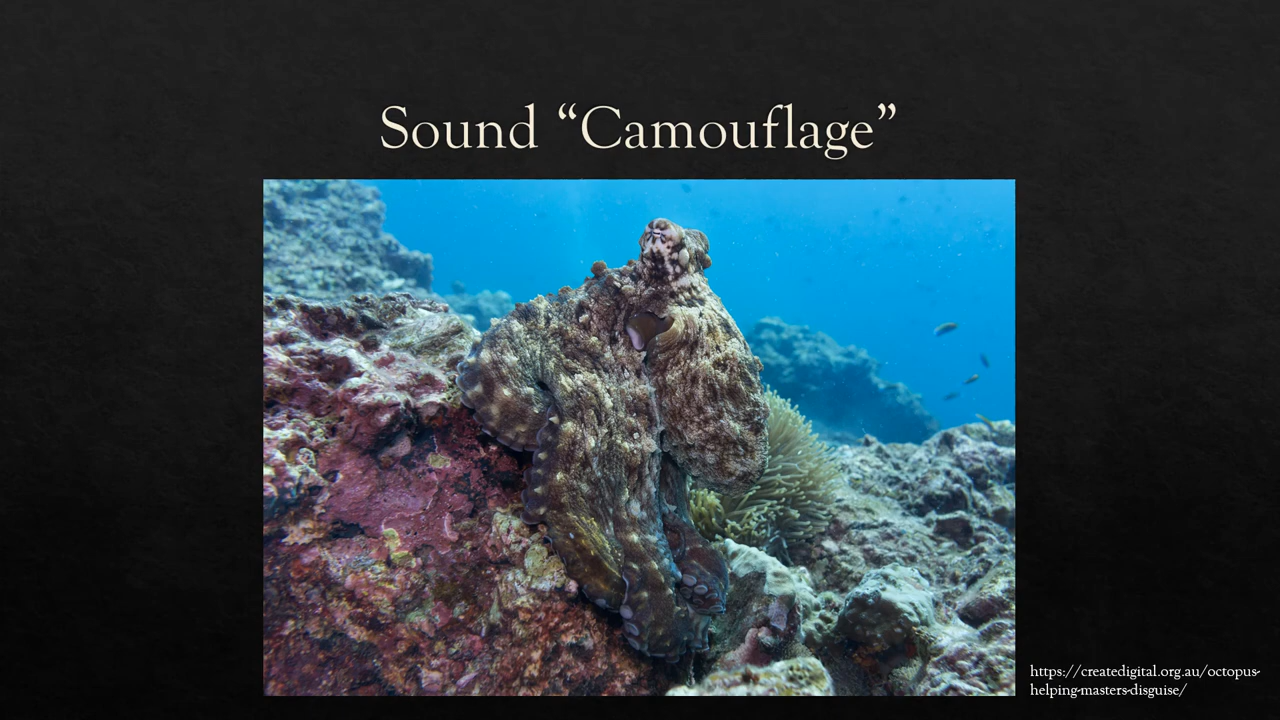 Sound “Camouflage”
https://createdigital.org.au/octopus-
helping-masters-disguise/